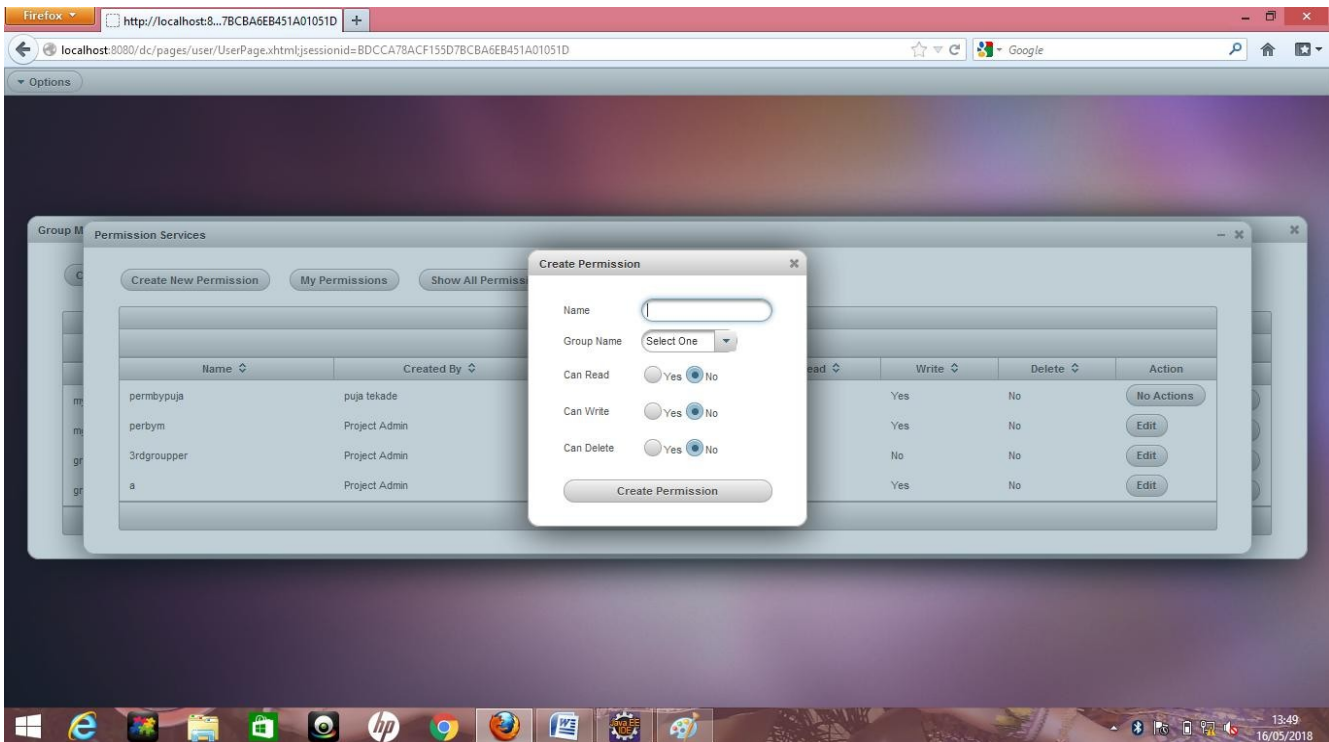 Firefox
http://localhost:8...7BCBA6EB451A01051D
localhost:8080/dc/pages/user/UserPage.xhtml;jsessionid=BDCCA78ACF155D7BCBA6EB451A01051D
Google
Options
Group M
Permission Services
Create New Permission
My Permissions
Show All Permiss
Create Permission
Name
Group Name
Select One
Can Read
Yes
No
Can Write
Yes
No
Can Delete
Yes
No
Create Permission
Name Created By ead Write Delete Action
permbypuja puja tekade Yes No No Actions
perbym Project Admin Yes No Edit
3rdgroupper Project Admin No No Edit
a Project Admin Yes No Edit
hp
Java EE
IDE
13:49
16/05/2018